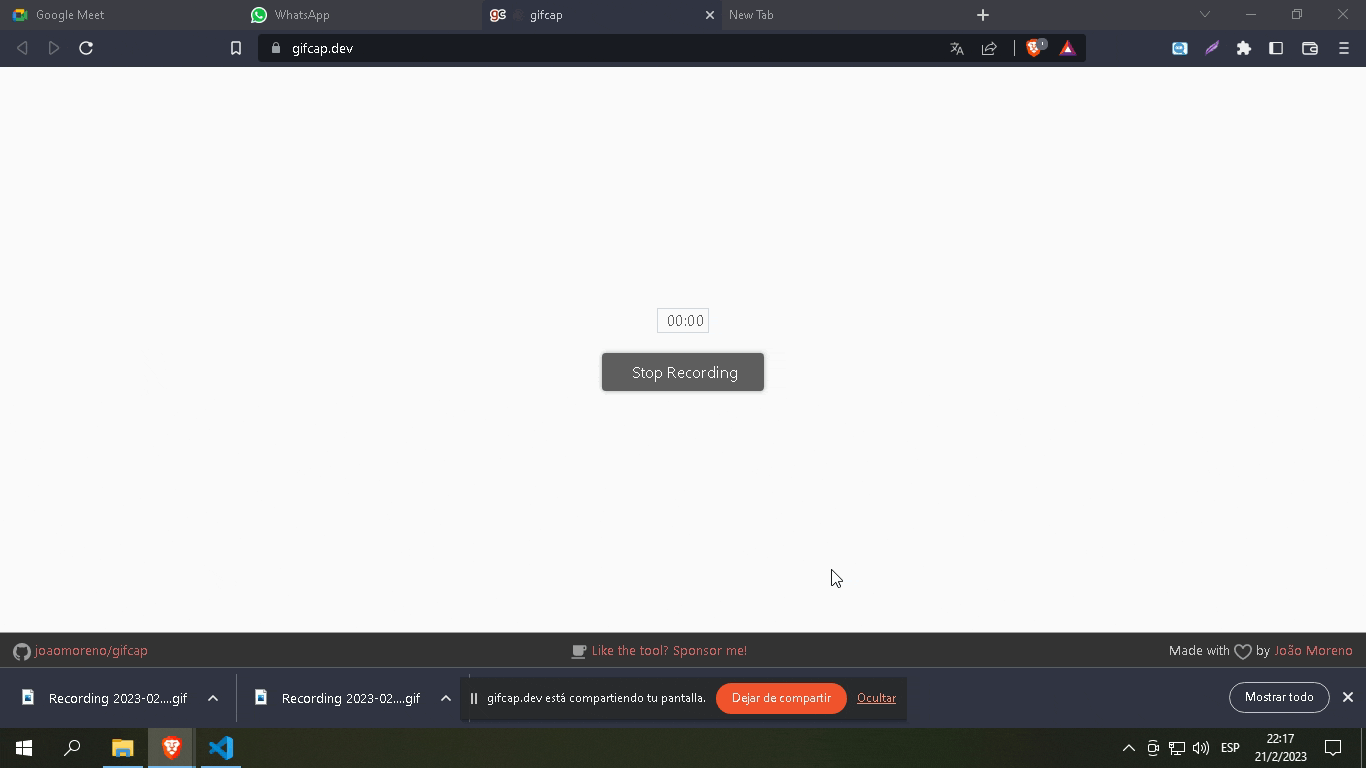 Google Meet
WhatsApp
gc gifcap
New Tab
gifcap.dev
00:00
Stop Recording
joaomoreno/gifcap
Like the tool? Sponsor me!
Made with by João Moreno
Recording 2023-02....gif
Recording 2023-02....gif
gifcap.dev está compartiendo tu pantalla.
Dejar de compartir
Ocultar
Mostrar todo
ESP
22:17
21/2/2023